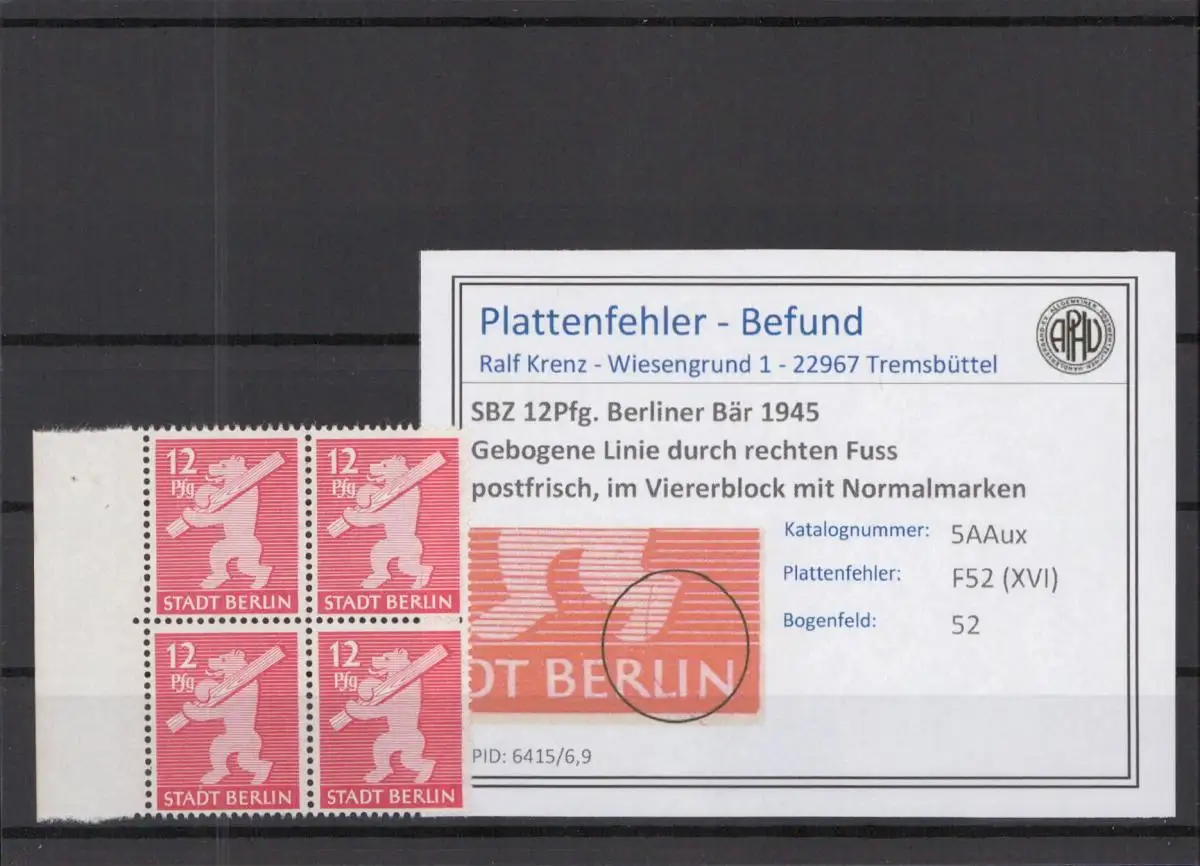 Plattenfehler - Befund
Ralf Krenz - Wiesengrund 1 - 22967 Tremsbüttel
APHV
SBZ 12Pfg. Berliner Bär 1945
Gebogene Linie durch rechten Fuss
postfrisch, im Viererblock mit Normalmarken
Katalognummer: 5AAux
Plattenfehler: F52 (XVI)
Bogenfeld: 52
DT BERLIN
PID: 6415/6,9
12
Pfg
STADT BERLIN
12
Pfg
STADT BERLIN
12
Pfg
STADT BERLIN
12
Pfg
STADT BERLIN